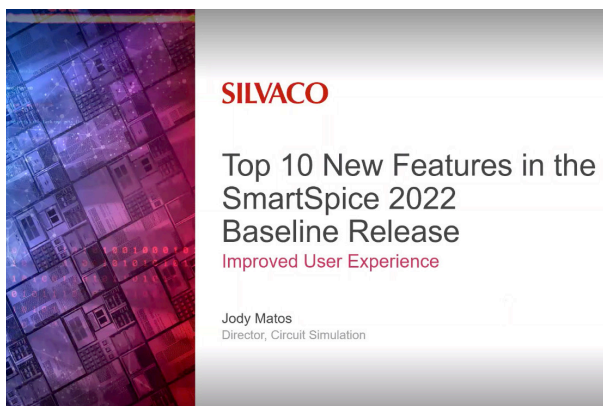 SILVACO
Top 10 New Features in the
SmartSpice 2022
Baseline Release
Improved User Experience
Jody Matos
Director, Circuit Simulation